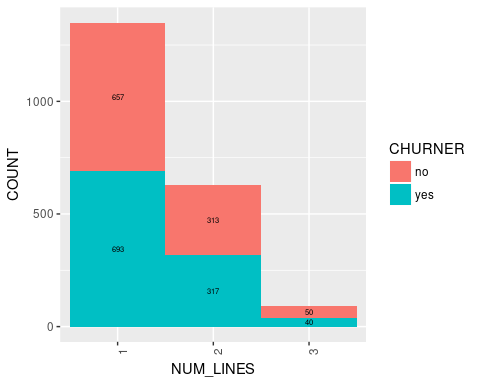 COUNT
1000
500
0
657
693
313
317
50
40
1
2
3
NUM_LINES
CHURNER
no
yes